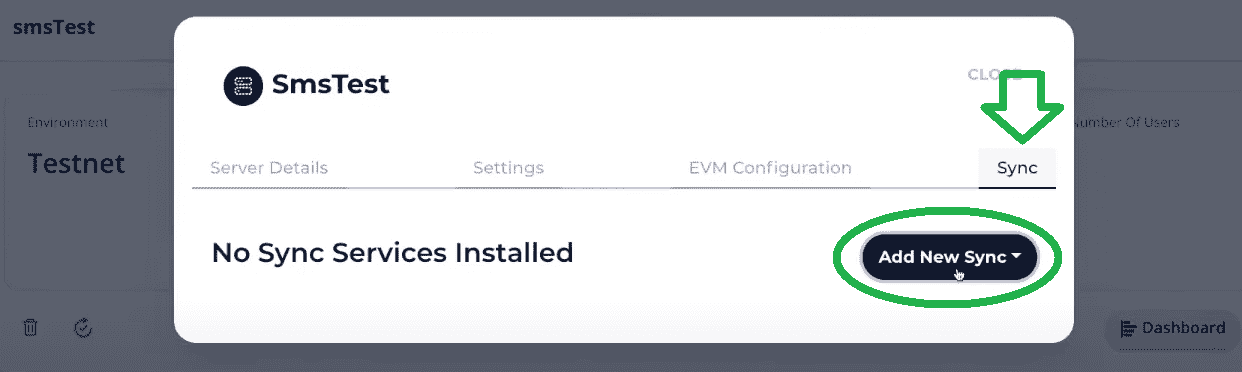 smsTest
SmsTest
CLOSE
Environment
Number Of Users
Testnet
Server Details
Settings
EVM Configuration
Sync
No Sync Services Installed
Add New Sync
Dashboard